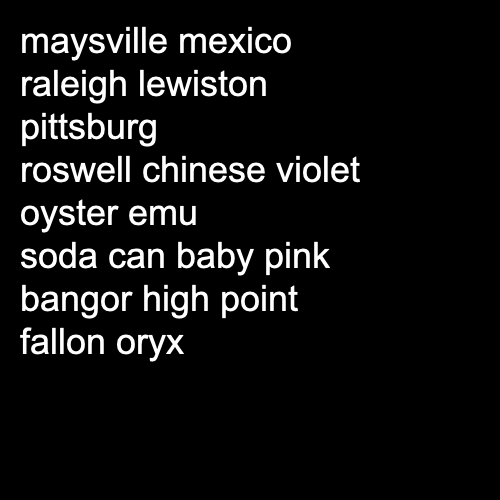 maysville mexico
raleigh lewiston
pittsburg
roswell chinese violet
oyster emu
soda can baby pink
bangor high point
fallon oryx